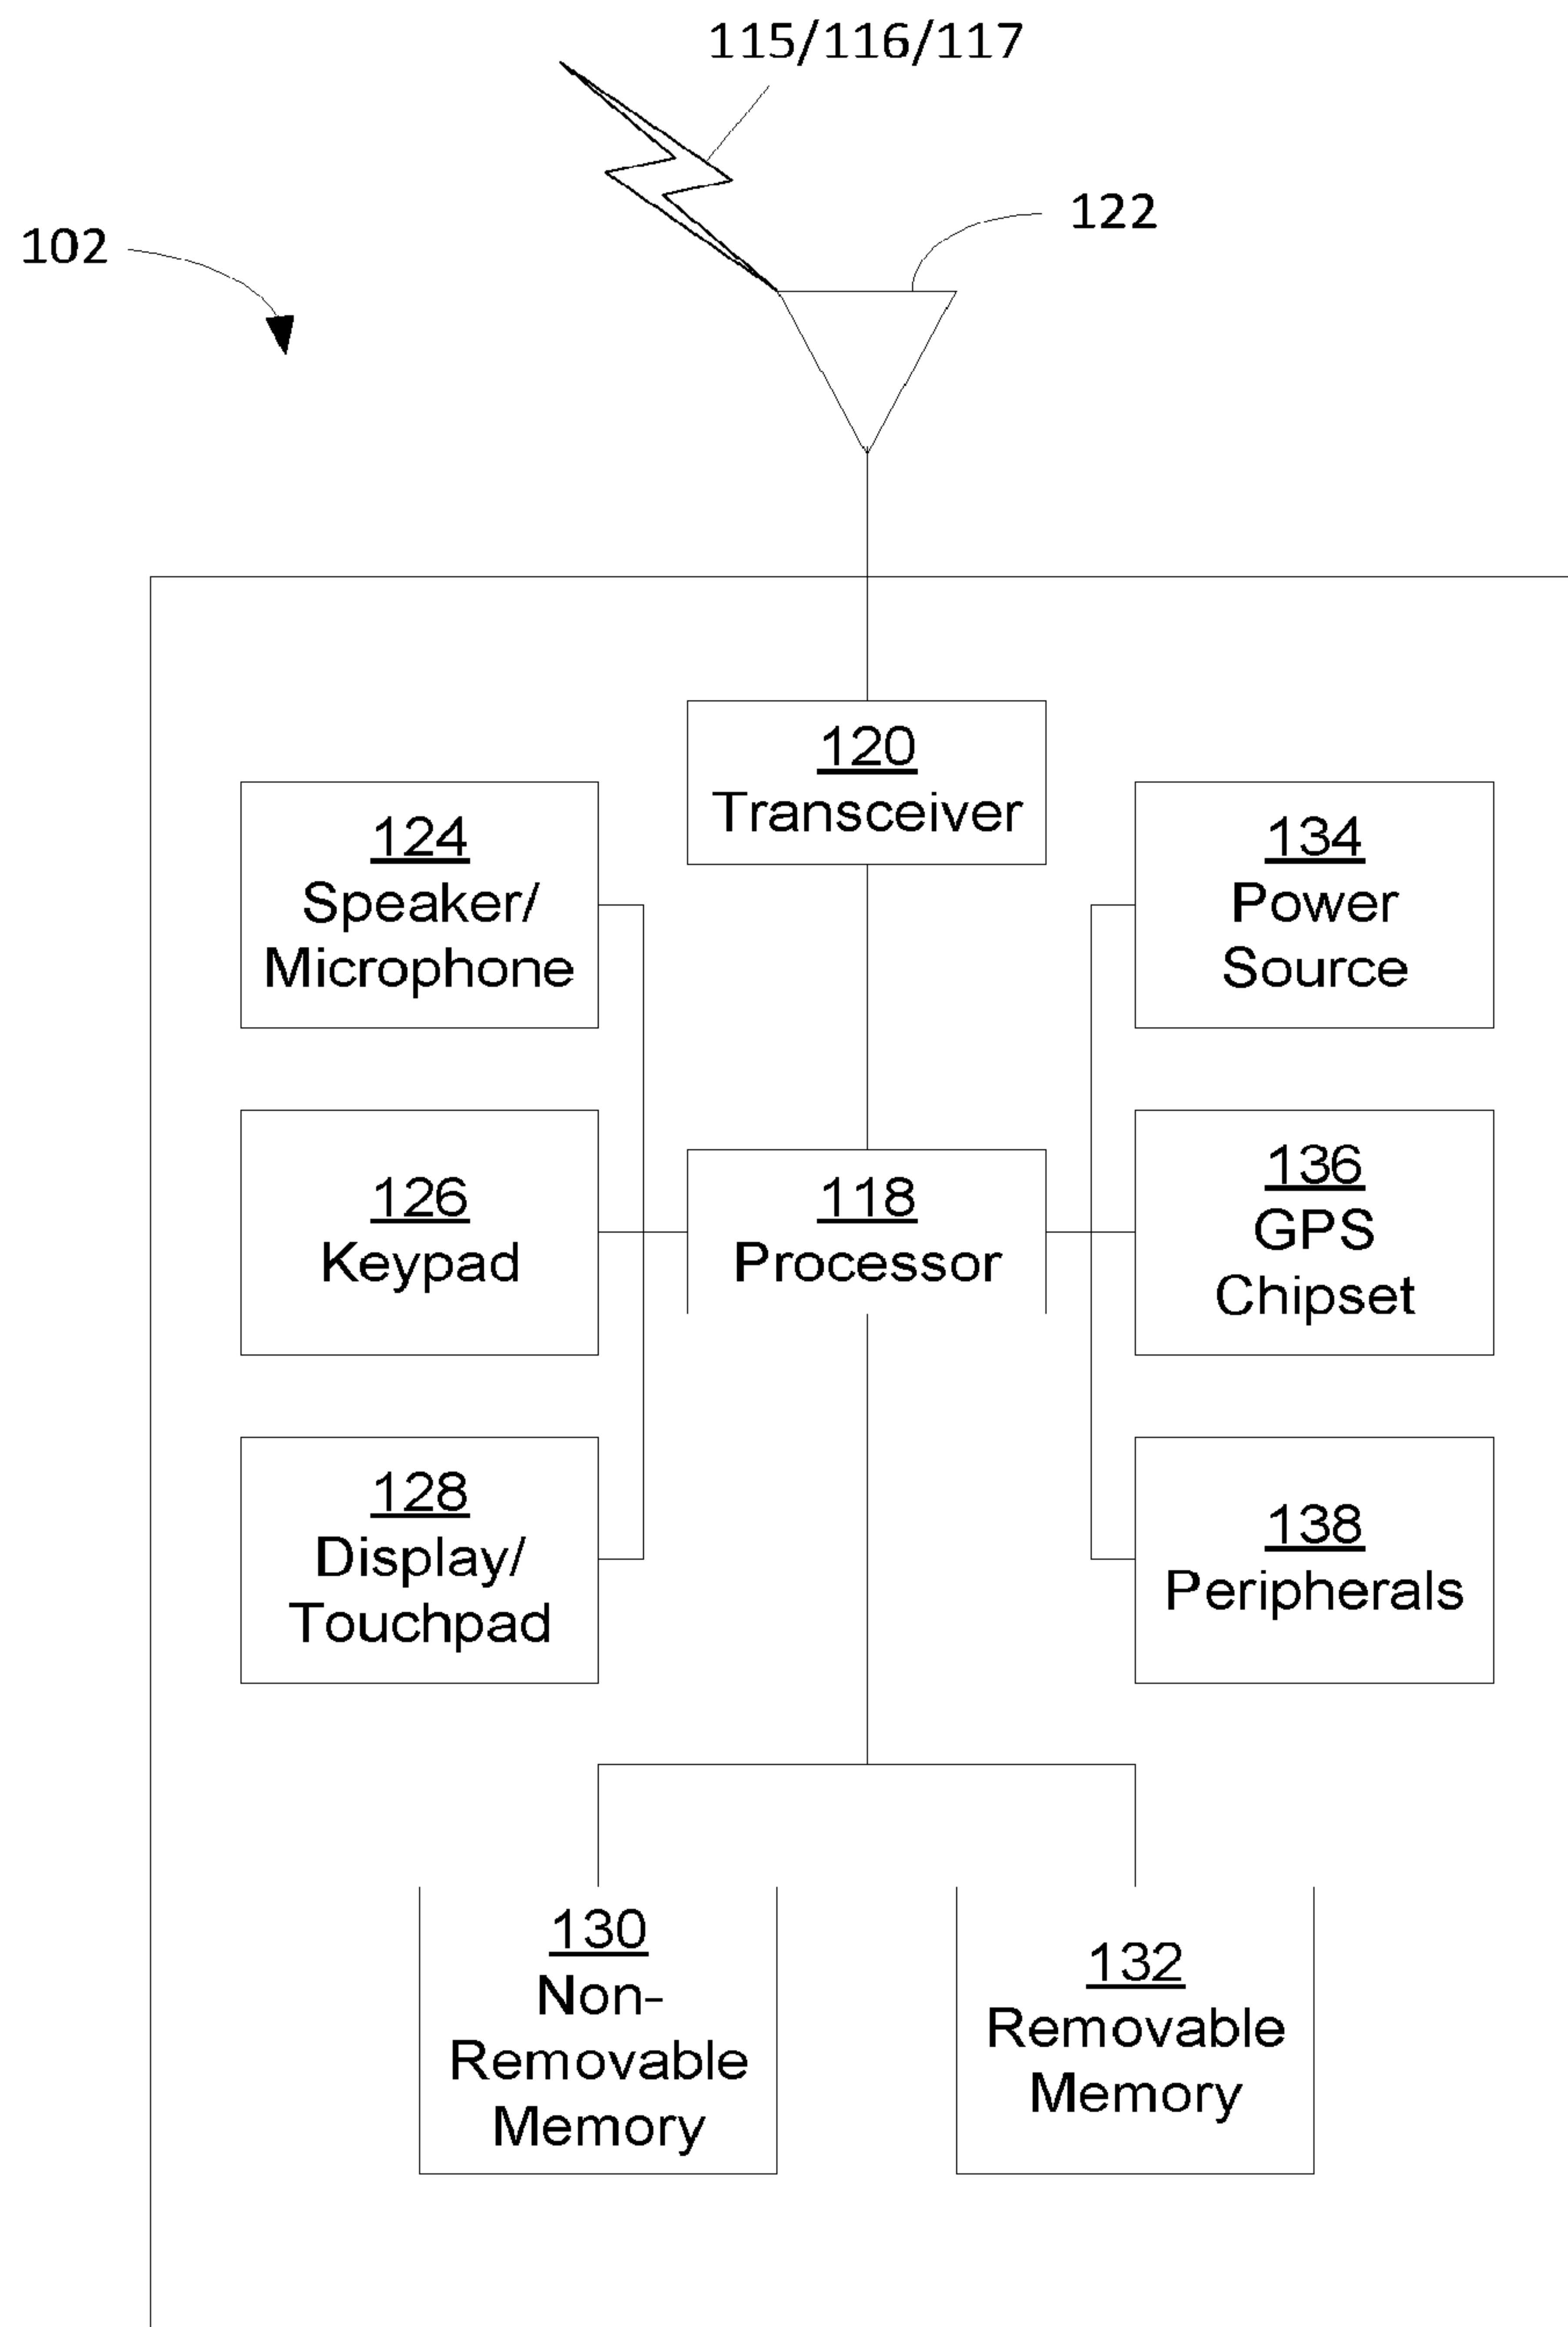 115/116/117
122
102
120
Transceiver
124
Speaker/
Microphone
134
Power
Source
126
Keypad
118
Processor
136
GPS
Chipset
128
Display/
Touchpad
138
Peripherals
130
Non-
Removable
Memory
132
Removable
Memory